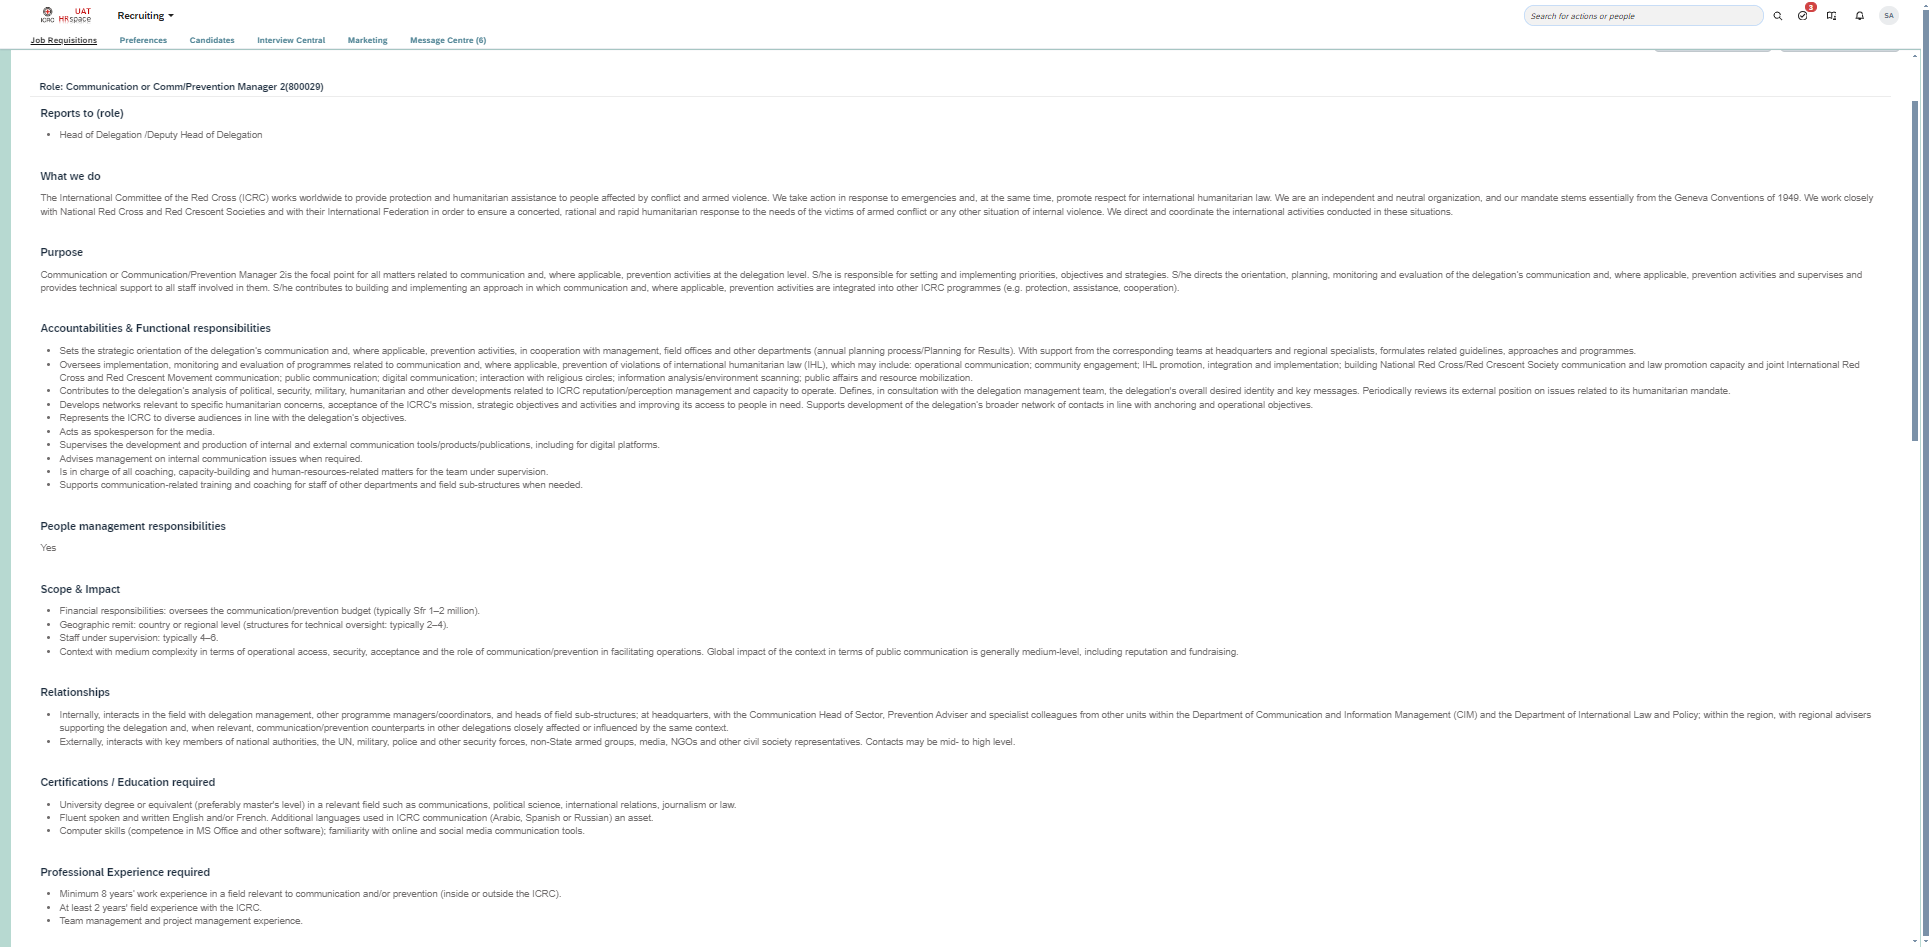 ICRC UAT HRspace
Recruiting
Search for actions or people
3
SA
Job Requisitions Preferences Candidates Interview Central Marketing Message Centre (6)
Role: Communication or Comm/Prevention Manager 2(800029)
Reports to (role)
Head of Delegation /Deputy Head of Delegation
What we do
The International Committee of the Red Cross (ICRC) works worldwide to provide protection and humanitarian assistance to people affected by conflict and armed violence. We take action in response to emergencies and, at the same time, promote respect for international humanitarian law. We are an independent and neutral organization, and our mandate stems essentially from the Geneva Conventions of 1949. We work closely
with National Red Cross and Red Crescent Societies and with their International Federation in order to ensure a concerted, rational and rapid humanitarian response to the needs of the victims of armed conflict or any other situation of internal violence. We direct and coordinate the international activities conducted in these situations.
Purpose
Communication or Communication/Prevention Manager 2is the focal point for all matters related to communication and, where applicable, prevention activities at the delegation level. S/he is responsible for setting and implementing priorities, objectives and strategies. S/he directs the orientation, planning, monitoring and evaluation of the delegation's communication and, where applicable, prevention activities and supervises and
provides technical support to all staff involved in them. S/he contributes to building and implementing an approach in which communication and, where applicable, prevention activities are integrated into other ICRC programmes (e.g. protection, assistance, cooperation).
Accountabilities & Functional responsibilities
Sets the strategic orientation of the delegation's communication and, where applicable, prevention activities, in cooperation with management, field offices and other departments (annual planning process/Planning for Results). With support from the corresponding teams at headquarters and regional specialists, formulates related guidelines, approaches and programmes.
Oversees implementation, monitoring and evaluation of programmes related to communication and, where applicable, prevention of violations of international humanitarian law (IHL), which may include: operational communication; community engagement; IHL promotion, integration and implementation; building National Red Cross/Red Crescent Society communication and law promotion capacity and joint International Red
Cross and Red Crescent Movement communication; public communication; digital communication; interaction with religious circles; information analysis/environment scanning; public affairs and resource mobilization.
Contributes to the delegation's analysis of political, security, military, humanitarian and other developments related to ICRC reputation/perception management and capacity to operate. Defines, in consultation with the delegation management team, the delegation's overall desired identity and key messages. Periodically reviews its external position on issues related to its humanitarian mandate.
Develops networks relevant to specific humanitarian concerns, acceptance of the ICRC's mission, strategic objectives and activities and improving its access to people in need. Supports development of the delegation's broader network of contacts in line with anchoring and operational objectives.
Represents the ICRC to diverse audiences in line with the delegation's objectives.
Acts as spokesperson for the media.
Supervises the development and production of internal and external communication tools/products/publications, including for digital platforms.
Advises management on internal communication issues when required.
Is in charge of all coaching, capacity-building and human-resources-related matters for the team under supervision.
Supports communication-related training and coaching for staff of other departments and field sub-structures when needed.
People management responsibilities
Yes
Scope & Impact
Financial responsibilities: oversees the communication/prevention budget (typically Sfr 1–2 million).
Geographic remit: country or regional level (structures for technical oversight: typically 2–4).
Staff under supervision: typically 4–6.
Context with medium complexity in terms of operational access, security, acceptance and the role of communication/prevention in facilitating operations. Global impact of the context in terms of public communication is generally medium-level, including reputation and fundraising.
Relationships
Internally, interacts in the field with delegation management, other programme managers/coordinators, and heads of field sub-structures; at headquarters, with the Communication Head of Sector, Prevention Adviser and specialist colleagues from other units within the Department of Communication and Information Management (CIM) and the Department of International Law and Policy; within the region, with regional advisers
supporting the delegation and, when relevant, communication/prevention counterparts in other delegations closely affected or influenced by the same context.
Externally, interacts with key members of national authorities, the UN, military, police and other security forces, non-State armed groups, media, NGOs and other civil society representatives. Contacts may be mid- to high level.
Certifications / Education required
University degree or equivalent (preferably master's level) in a relevant field such as communications, political science, international relations, journalism or law.
Fluent spoken and written English and/or French. Additional languages used in ICRC communication (Arabic, Spanish or Russian) an asset.
Computer skills (competence in MS Office and other software); familiarity with online and social media communication tools.
Professional Experience required
Minimum 8 years' work experience in a field relevant to communication and/or prevention (inside or outside the ICRC).
At least 2 years' field experience with the ICRC.
Team management and project management experience.